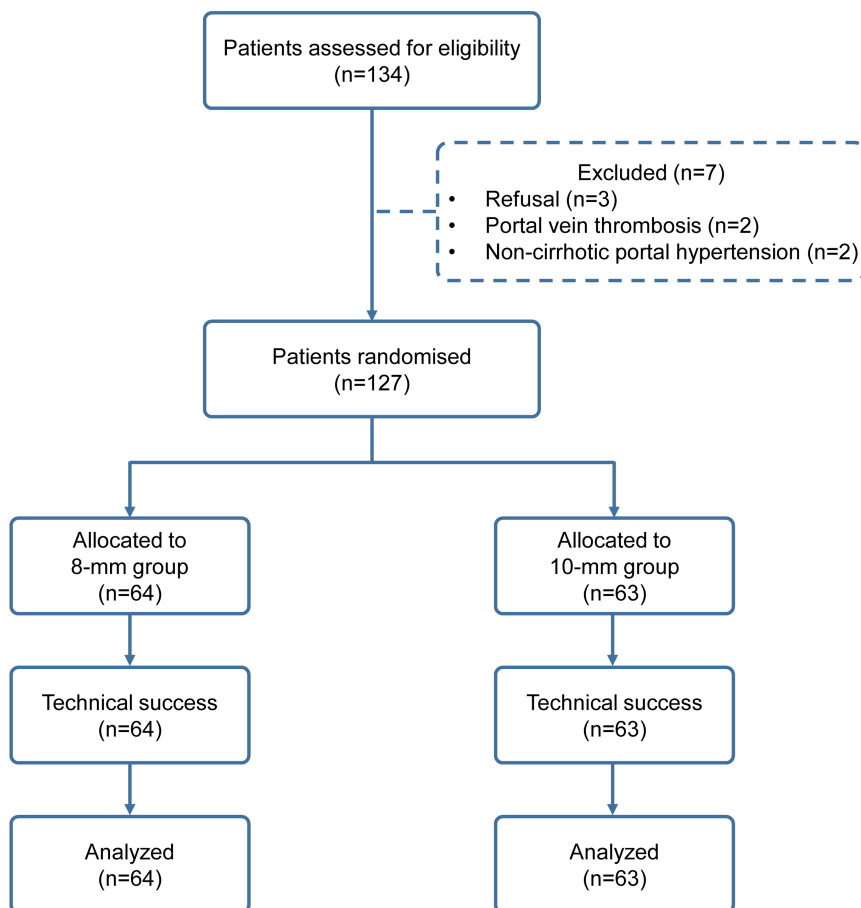 Patients assessed for eligibility
(n=134)
Excluded (n=7)
• Refusal (n=3)
• Portal vein thrombosis (n=2)
• Non-cirrhotic portal hypertension (n=2)
Patients randomised
(n=127)
Allocated to
8-mm group
(n=64)
Allocated to
10-mm group
(n=63)
Technical success
(n=64)
Technical success
(n=63)
Analyzed
(n=64)
Analyzed
(n=63)